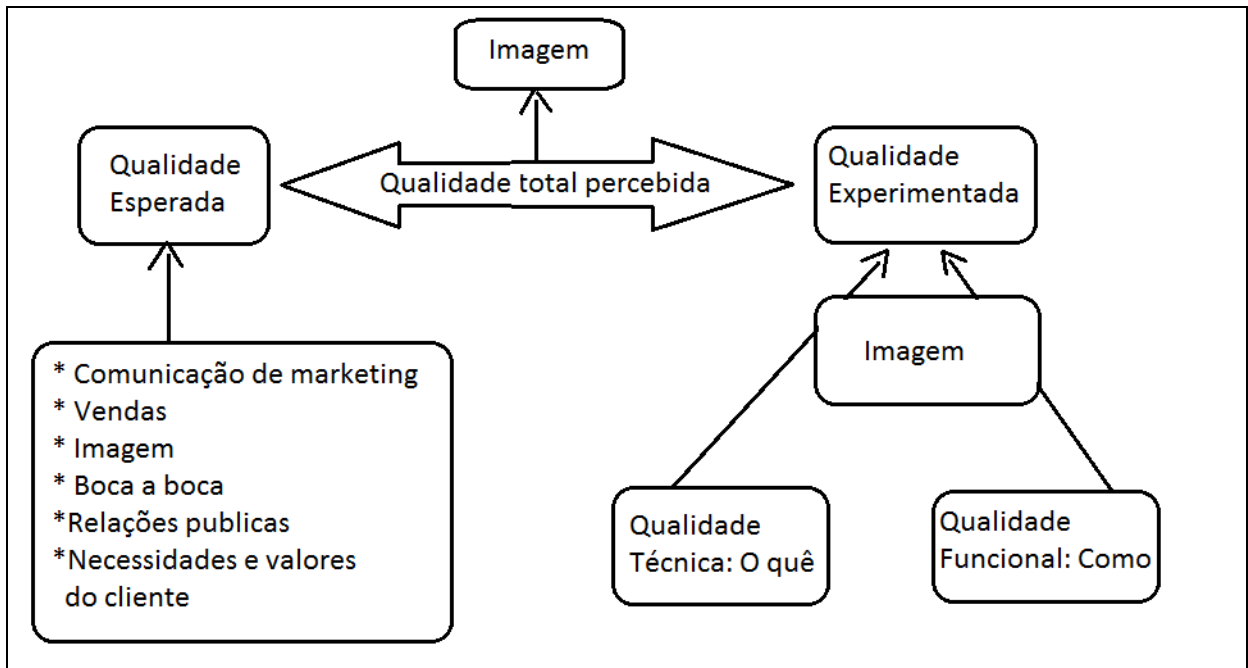 Imagem
Qualidade
Esperada
Qualidade total percebida
Qualidade
Experimentada
* Comunicação de marketing
* Vendas
* Imagem
* Boca a boca
*Relações publicas
*Necessidades e valores
do cliente
Imagem
Qualidade
Técnica: O quê
Qualidade
Funcional: Como